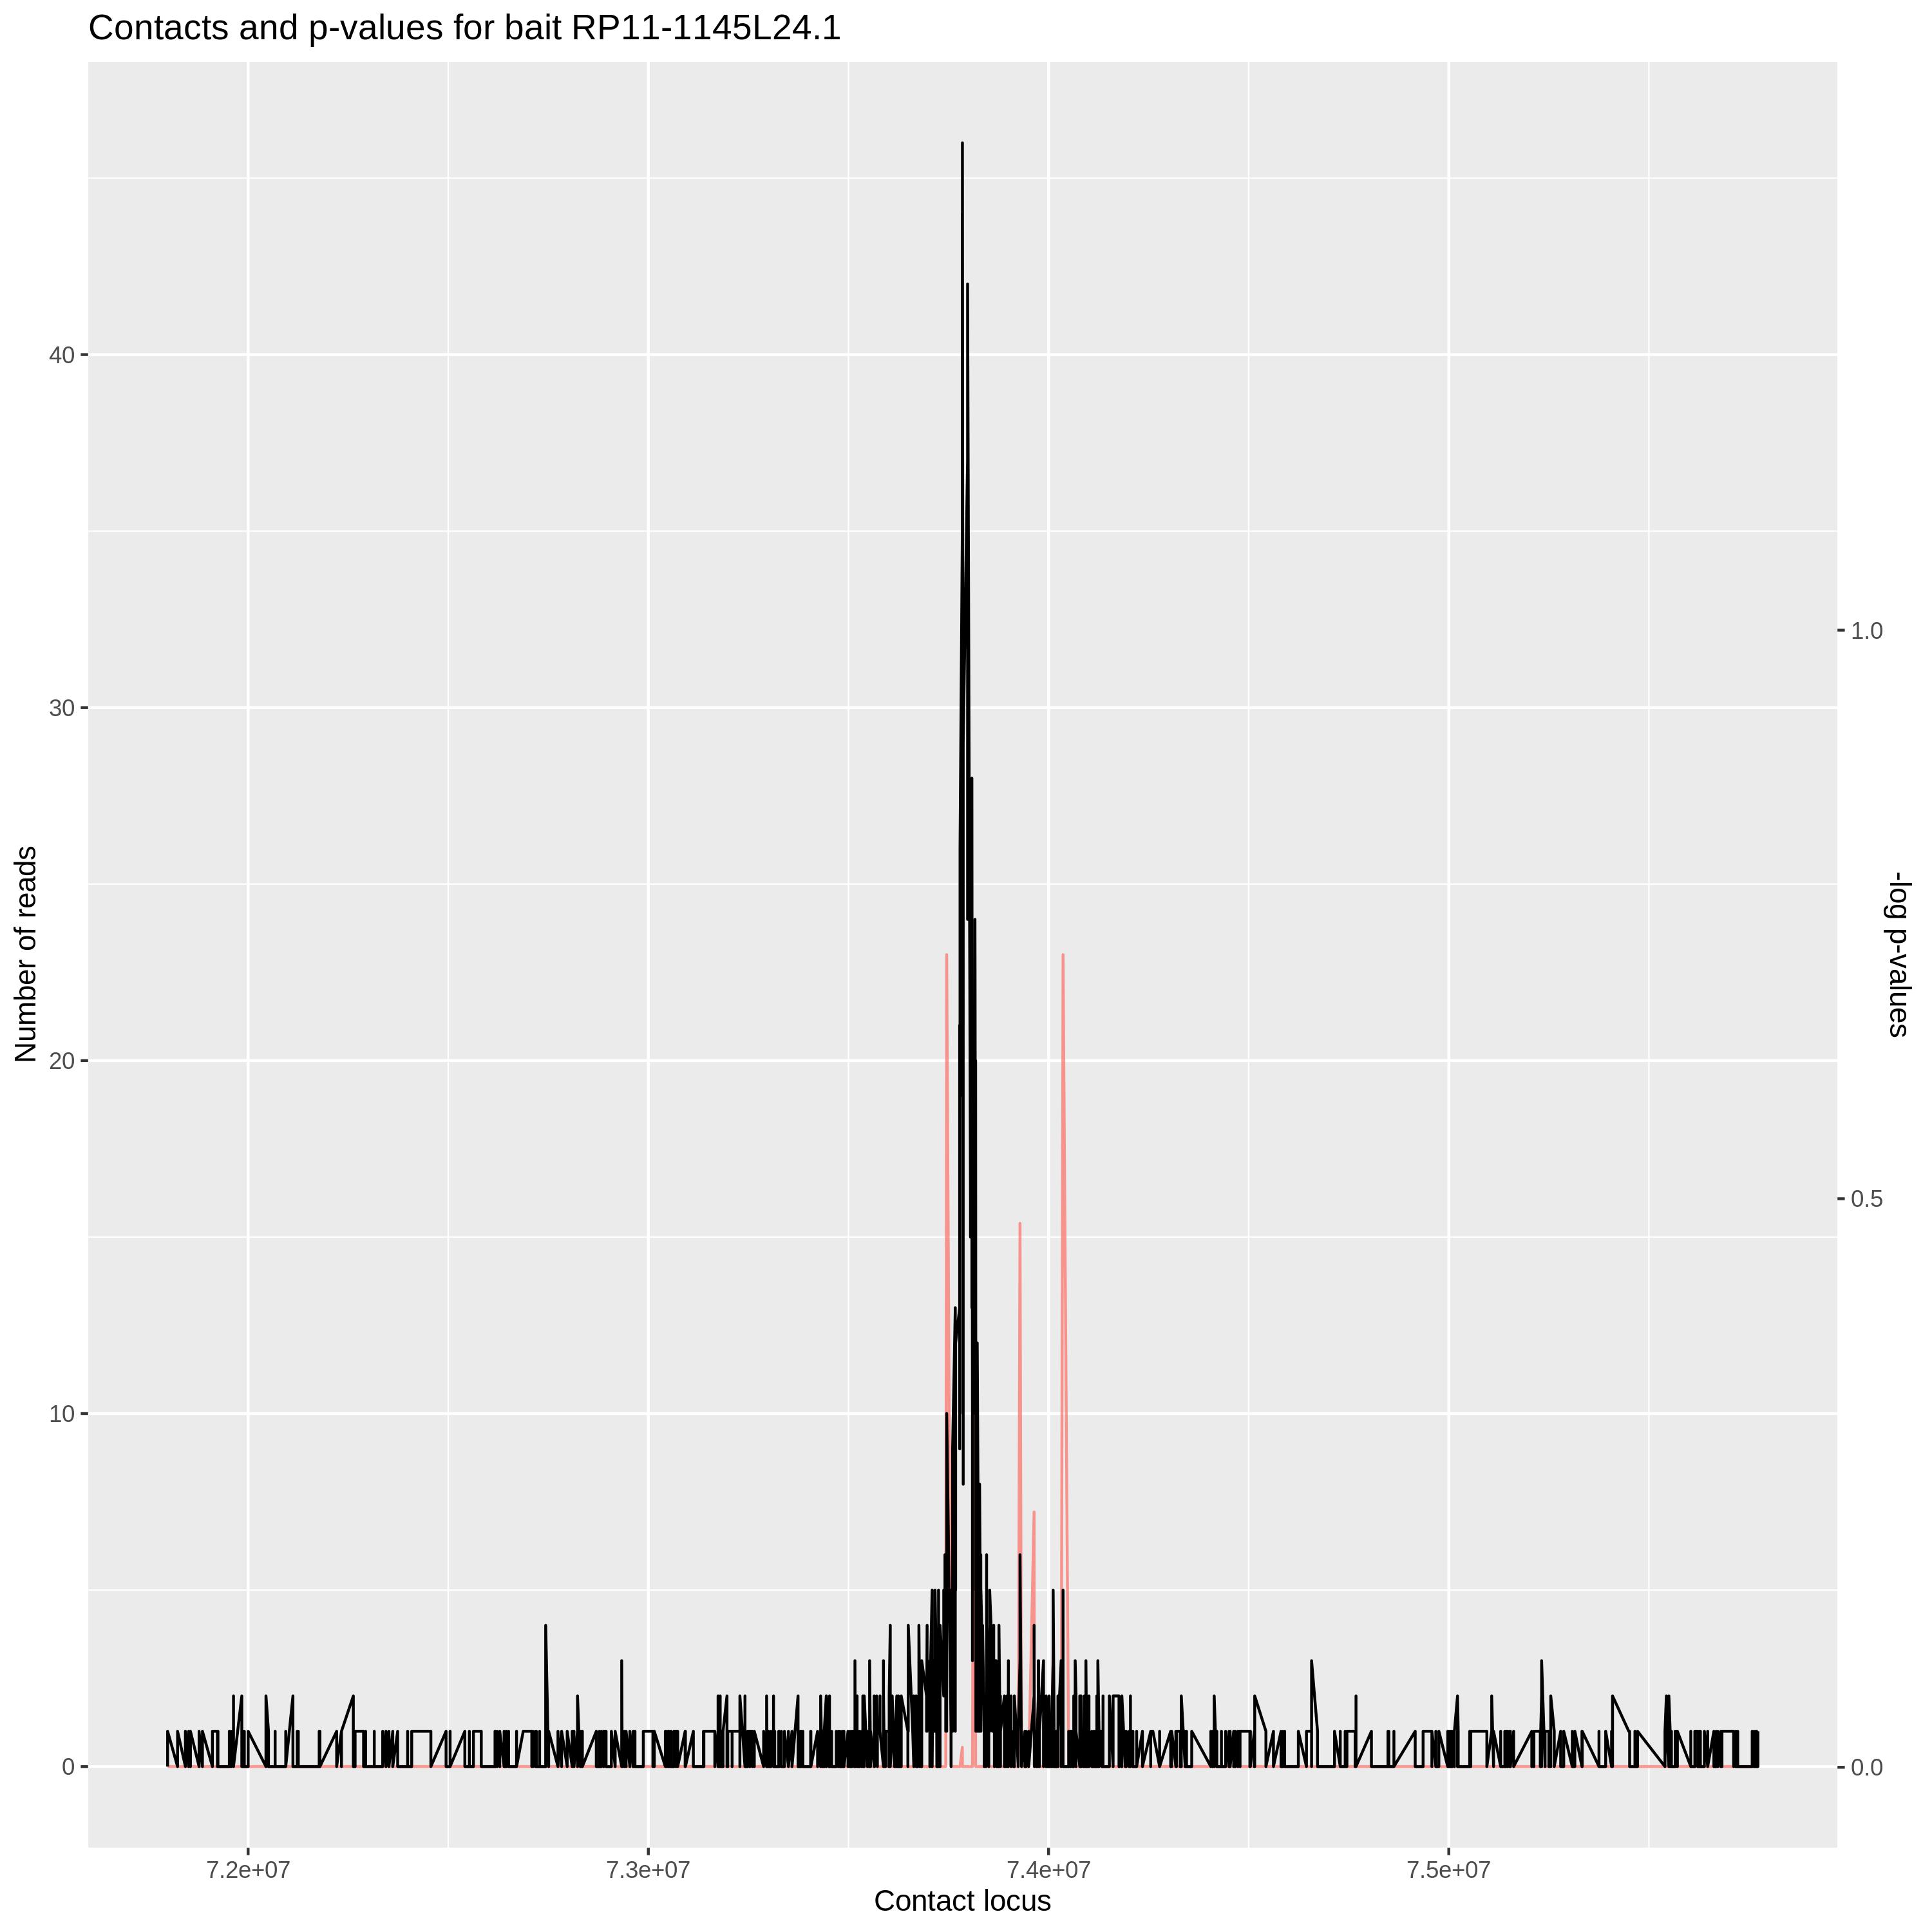 Contacts and p-values for bait RP11-1145L24.1
Number of reads
40
30
20
10
0
1.0
0.5
0.0
-log p-values
7.2e+07
7.3e+07
7.4e+07
7.5e+07
Contact locus